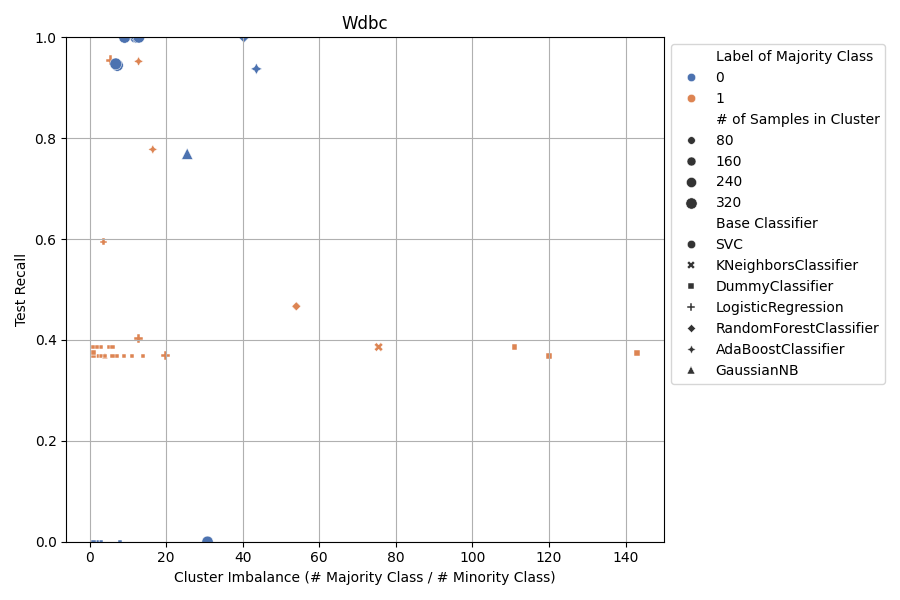 Wdbc
1.0
0.8
0.6
0.4
0.2
0.0
Test Recall
0 20 40 60 80 100 120 140
Cluster Imbalance (# Majority Class / # Minority Class)
Label of Majority Class
0
1
# of Samples in Cluster
80
160
240
320
Base Classifier
SVC
KNeighborsClassifier
DummyClassifier
LogisticRegression
RandomForestClassifier
AdaBoostClassifier
GaussianNB